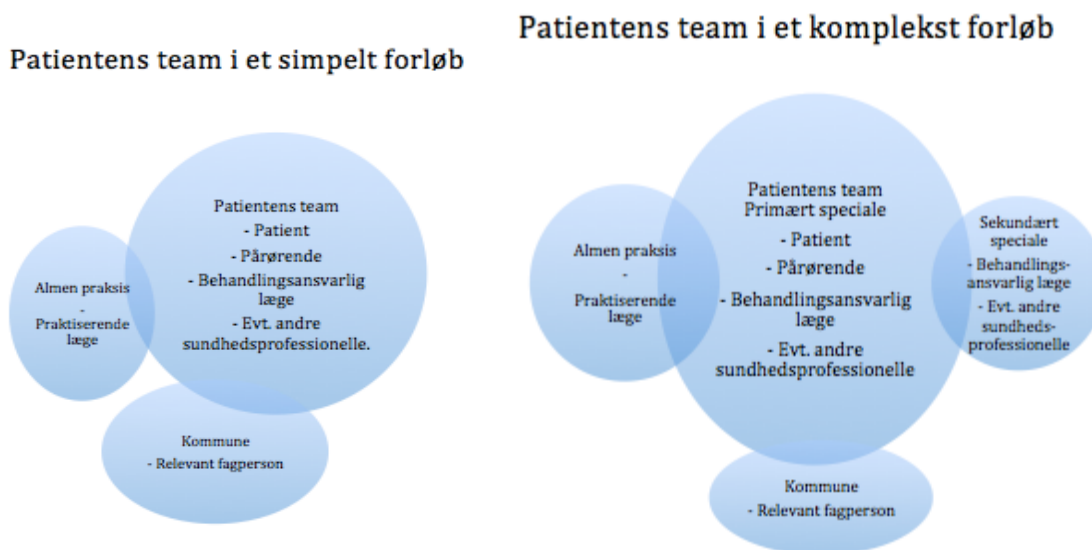 Patientens team i et simpelt forløb
Patientens team
- Patient
- Pårørende
- Behandlingsansvarlig
læge
- Evt. andre
sundhedsprofessionelle.
Almen praksis
-
Praktiserende
læge
Kommune
- Relevant fagperson
Patientens team i et komplekst forløb
Patientens team
Primært speciale
- Patient
- Pårørende
- Behandlingsansvarlig
læge
- Evt. andre
sundhedsprofessionelle
Almen praksis
-
Praktiserende
læge
Sekundært
speciale
- Behandlings-
ansvarlig læge
- Evt. andre
sundheds-
professionelle
Kommune
- Relevant fagperson